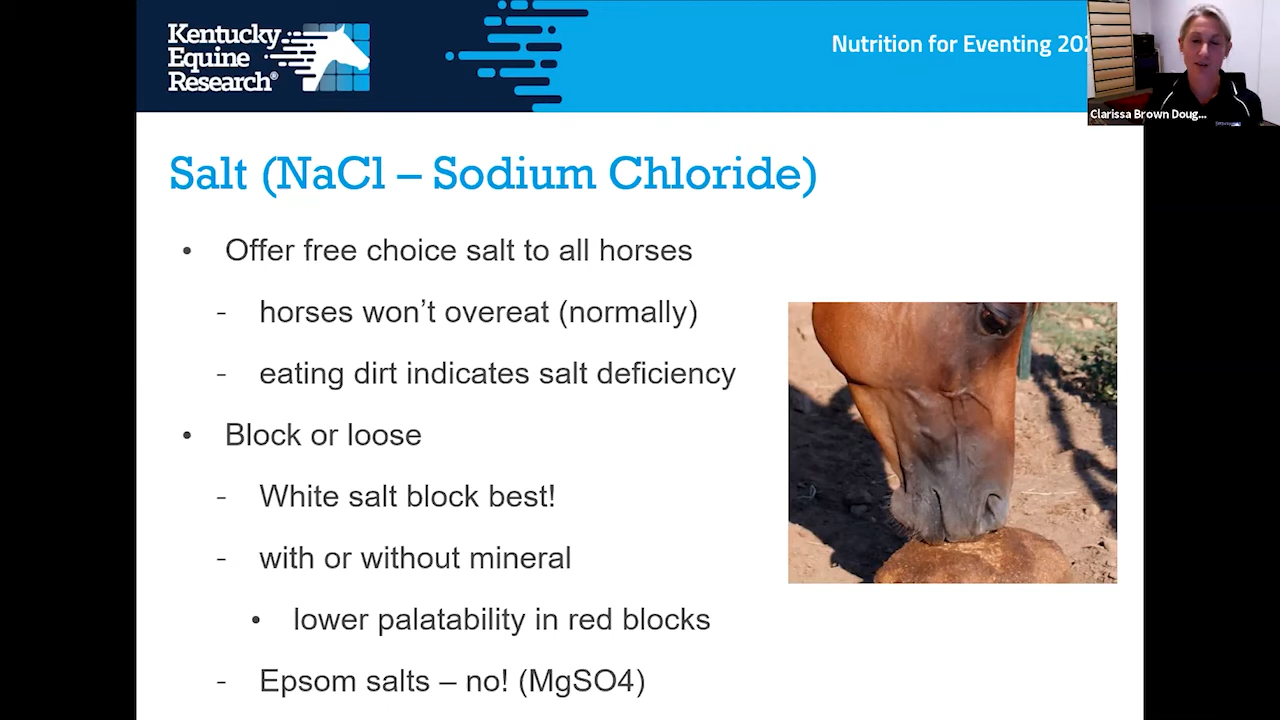 Kentucky
Equine
Research®
Nutrition for Eventing 202
Clarissa Brown Doug...
Salt (NaCl – Sodium Chloride)
• Offer free choice salt to all horses
- horses won’t overeat (normally)
- eating dirt indicates salt deficiency
• Block or loose
- White salt block best!
- with or without mineral
• lower palatability in red blocks
- Epsom salts – no! (MgSO4)